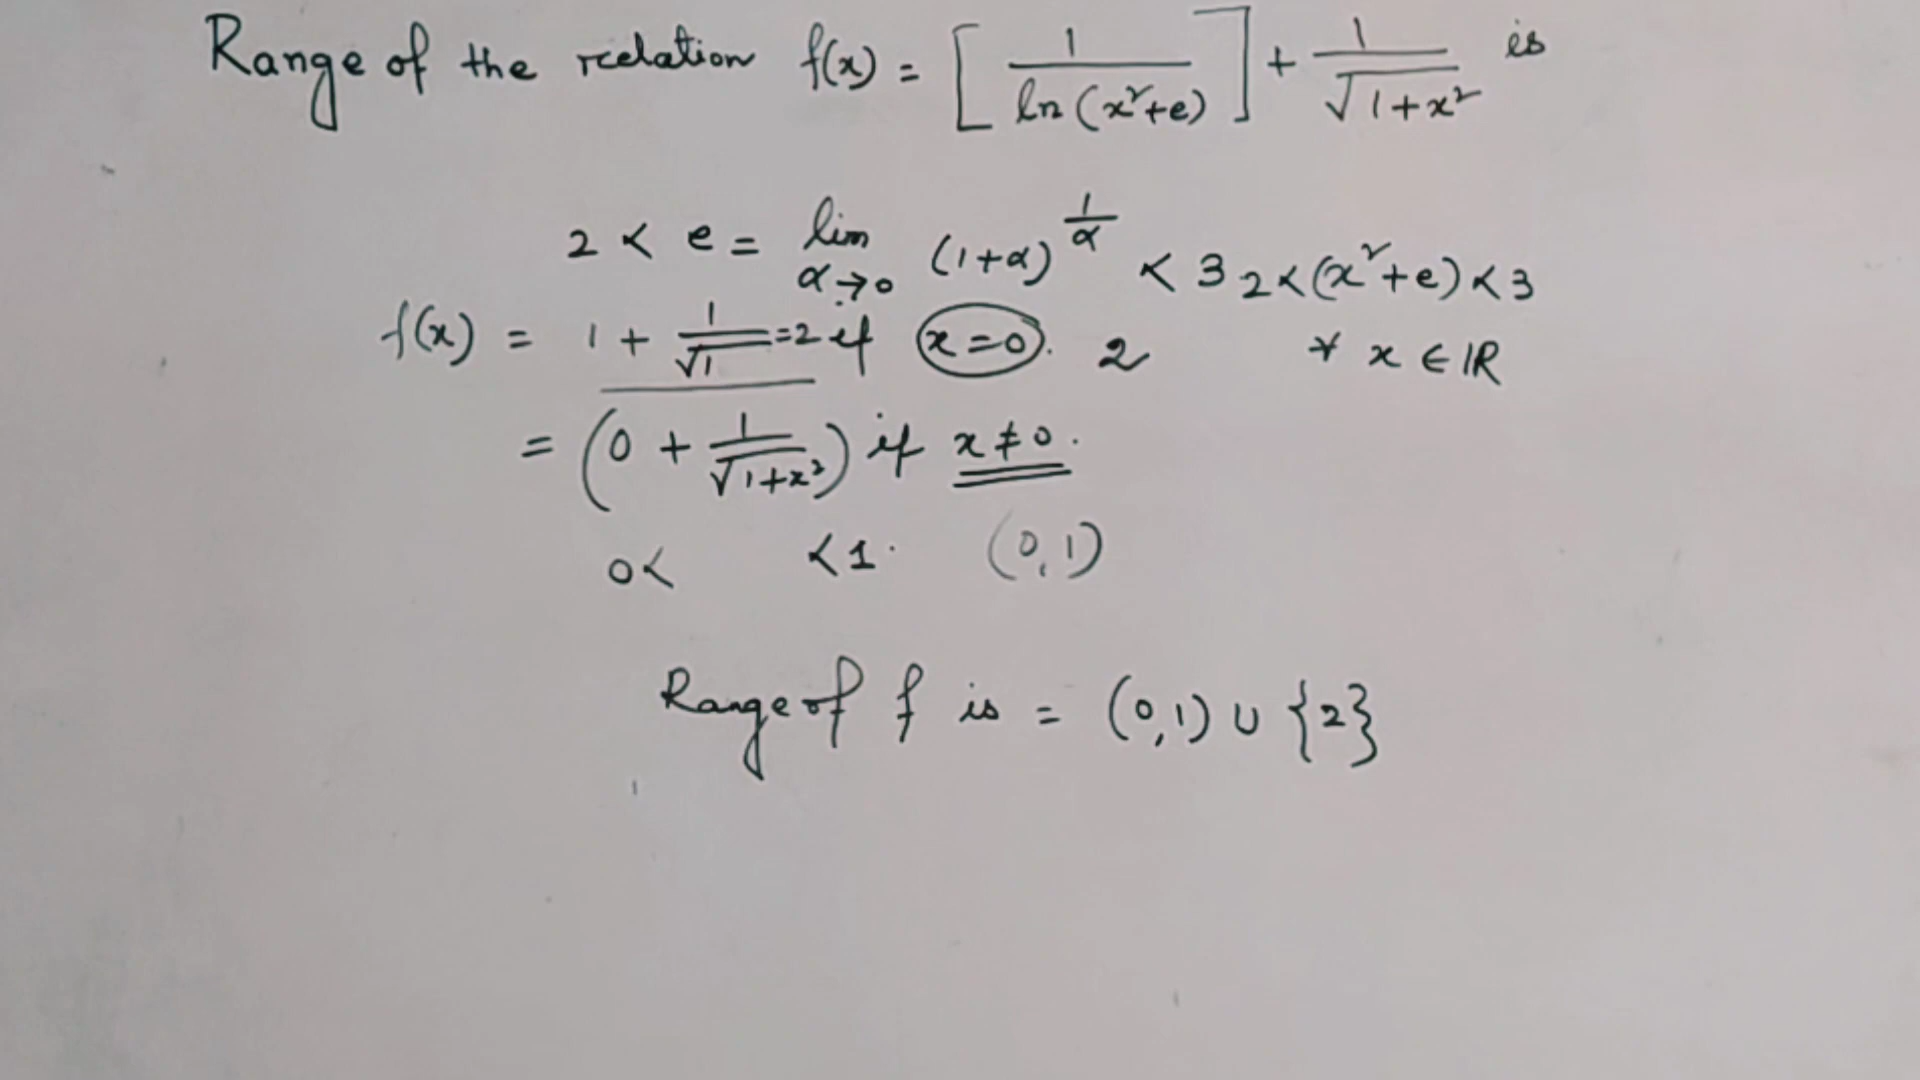 Range of the relation f(x) = [ 1/ln(x²+e) ] + 1/√(1+x²) is
2 < e = lim α→0 (1+α)^(1/α) < 3 2<(x²+e)<3
f(x) = 1 + 1/√1 =2 if x=0. 2 ∀ x ∈ ℝ
= (0 + 1/√(1+x²)) if x≠0.
0< <1. (0,1)
Range of f is = (0,1) ∪ {2}